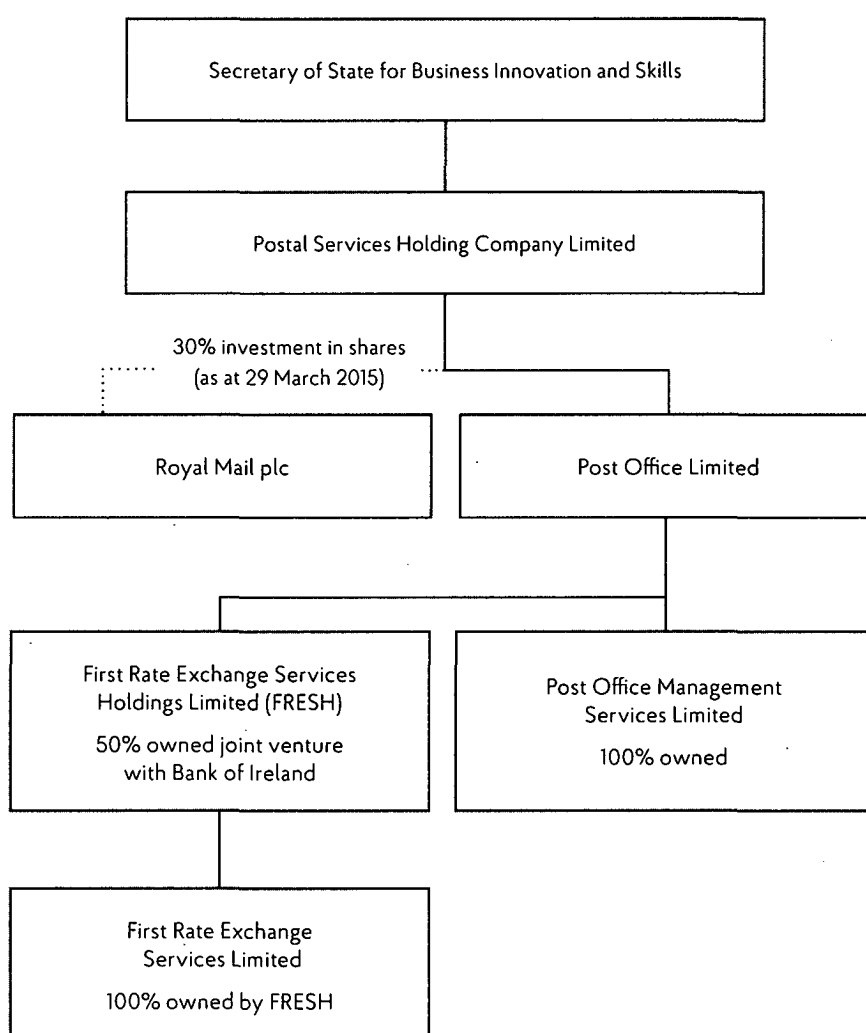 Secretary of State for Business Innovation and Skills
Postal Services Holding Company Limited
30% investment in shares
(as at 29 March 2015)
Royal Mail plc
Post Office Limited
First Rate Exchange Services
Holdings Limited (FRESH)
50% owned joint venture
with Bank of Ireland
Post Office Management
Services Limited
100% owned
First Rate Exchange
Services Limited
100% owned by FRESH